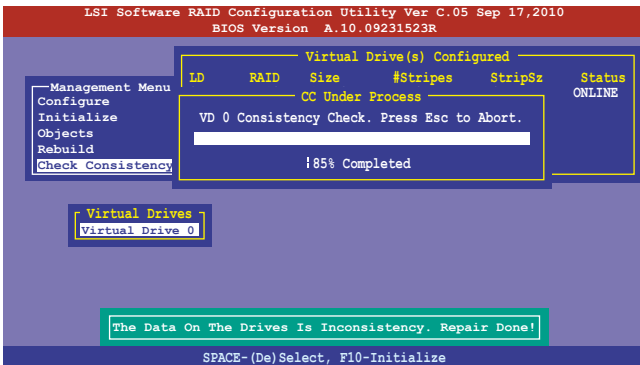 LSI Software RAID Configuration Utility Ver C.05 Sep 17,2010
BIOS Version A.10.09231523R
Virtual Drive(s) Configured
LD RAID Size #Stripes StripSz Status
ONLINE
Management Menu
Configure
Initialize
Objects
Rebuild
Check Consistency
CC Under Process
VD 0 Consistency Check. Press Esc to Abort.
85% Completed
Virtual Drives
Virtual Drive 0
The Data On The Drives Is Inconsistency. Repair Done!
SPACE-(De)Select, F10-Initialize